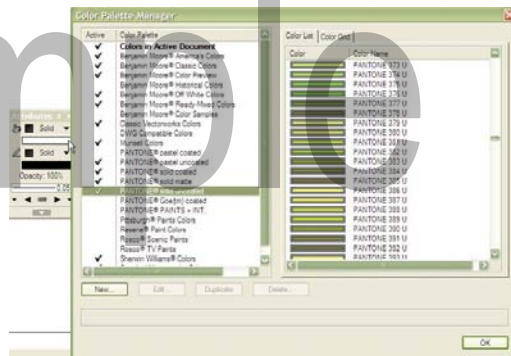 Color Palette Manager
Active Color Palette
Colors in Active Document
Benjamin Moore® America's Colors
Benjamin Moore® Classic Colors
Benjamin Moore® Color Preview
Benjamin Moore® Historical Colors
Benjamin Moore® Off White Colors
Benjamin Moore® Ready-Mixed Colors
Benjamin Moore® Color Samples
Classic Vectorworks Colors
DWG Compatible Colors
Munsell Colors
PANTONE® pastel coated
PANTONE® pastel uncoated
PANTONE® solid coated
PANTONE® solid matte
PANTONE® solid uncoated
PANTONE® Goe(tm) coated
PANTONE® PAINTS + INT.
Pittsburgh® Paints Colors
Resene® Paint Colors
Rosco® Scenic Paints
Rosco® TV Paints
Sherwin Williams® Colors
Color List Color Grid
Color Color Name
PANTONE 373 U
PANTONE 374 U
PANTONE 375 U
PANTONE 376 U
PANTONE 377 U
PANTONE 378 U
PANTONE 379 U
PANTONE 380 U
PANTONE 381 U
PANTONE 382 U
PANTONE 383 U
PANTONE 384 U
PANTONE 385 U
PANTONE 386 U
PANTONE 387 U
PANTONE 388 U
PANTONE 389 U
PANTONE 390 U
PANTONE 391 U
PANTONE 392 U
PANTONE 393 U
Attributes
Solid
Solid
Opacity: 100%
0.05
New... Edit... Duplicate Delete...
OK